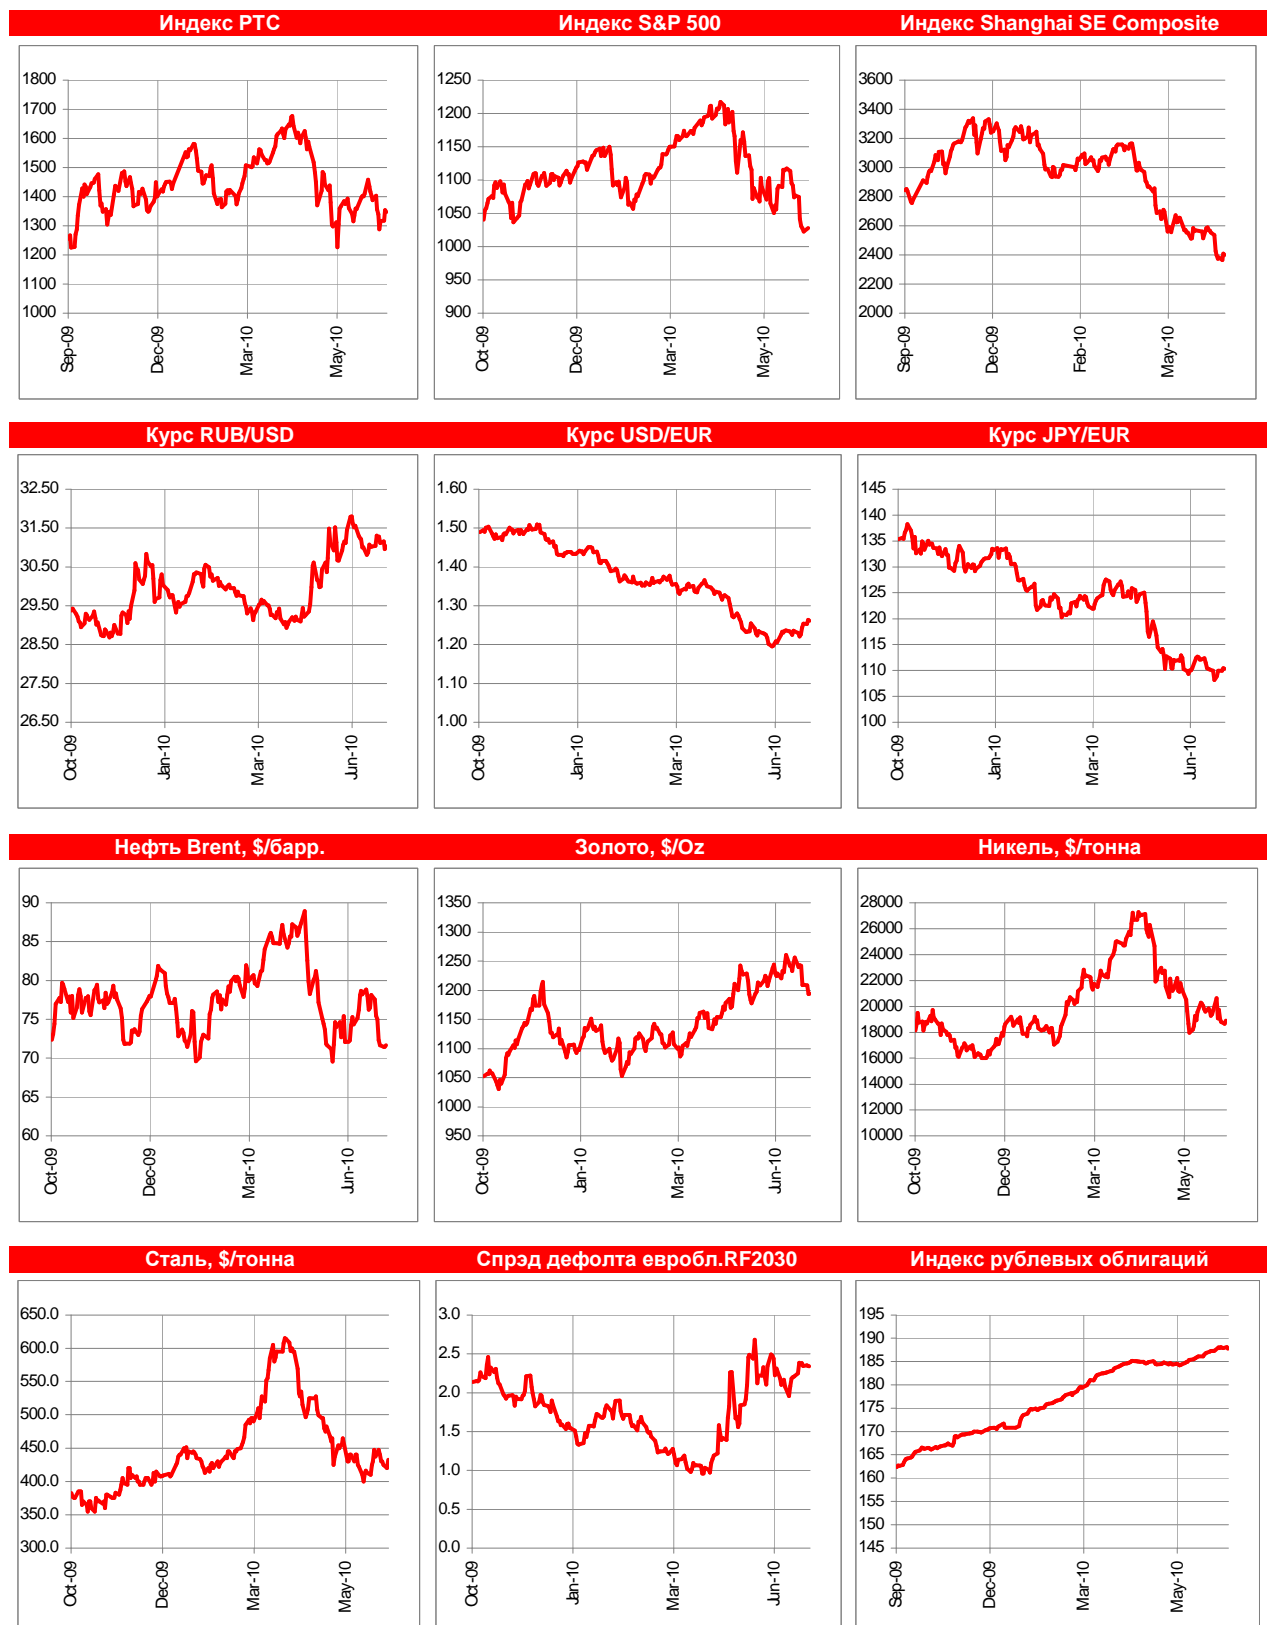 Индекс РТС
1800
1700
1600
1500
1400
1300
1200
1100
1000
Sep-09
Dec-09
Mar-10
May-10
Индекс S&P 500
1250
1200
1150
1100
1050
1000
950
900
Oct-09
Dec-09
Mar-10
May-10
Индекс Shanghai SE Composite
3600
3400
3200
3000
2800
2600
2400
2200
2000
Sep-09
Dec-09
Feb-10
May-10
Курс RUB/USD
32.50
31.50
30.50
29.50
28.50
27.50
26.50
Oct-09
Jan-10
Mar-10
Jun-10
Курс USD/EUR
1.60
1.50
1.40
1.30
1.20
1.10
1.00
Oct-09
Jan-10
Mar-10
Jun-10
Курс JPY/EUR
145
140
135
130
125
120
115
110
105
100
Oct-09
Jan-10
Mar-10
Jun-10
Нефть Brent, $/барр.
90
85
80
75
70
65
60
Oct-09
Dec-09
Mar-10
Jun-10
Золото, $/Oz
1350
1300
1250
1200
1150
1100
1050
1000
950
Oct-09
Jan-10
Mar-10
Jun-10
Никель, $/тонна
28000
26000
24000
22000
20000
18000
16000
14000
12000
10000
Oct-09
Dec-09
Mar-10
May-10
Сталь, $/тонна
650.0
600.0
550.0
500.0
450.0
400.0
350.0
300.0
Oct-09
Dec-09
Mar-10
May-10
Спрэд дефолта евробл.RF2030
3.0
2.5
2.0
1.5
1.0
0.5
0.0
Oct-09
Jan-10
Mar-10
Jun-10
Индекс рублевых облигаций
195
190
185
180
175
170
165
160
155
150
145
Sep-09
Dec-09
Mar-10
May-10